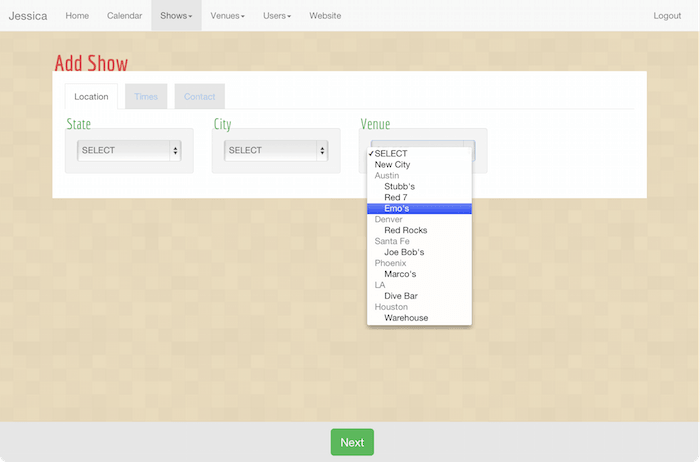 Jessica Home Calendar Shows Venues Users Website Logout
Add Show
Location Times Contact
State City Venue
SELECT SELECT
✓SELECT
New City
Austin
Stubb's
Red 7
Emo's
Denver
Red Rocks
Santa Fe
Joe Bob's
Phoenix
Marco's
LA
Dive Bar
Houston
Warehouse
Next